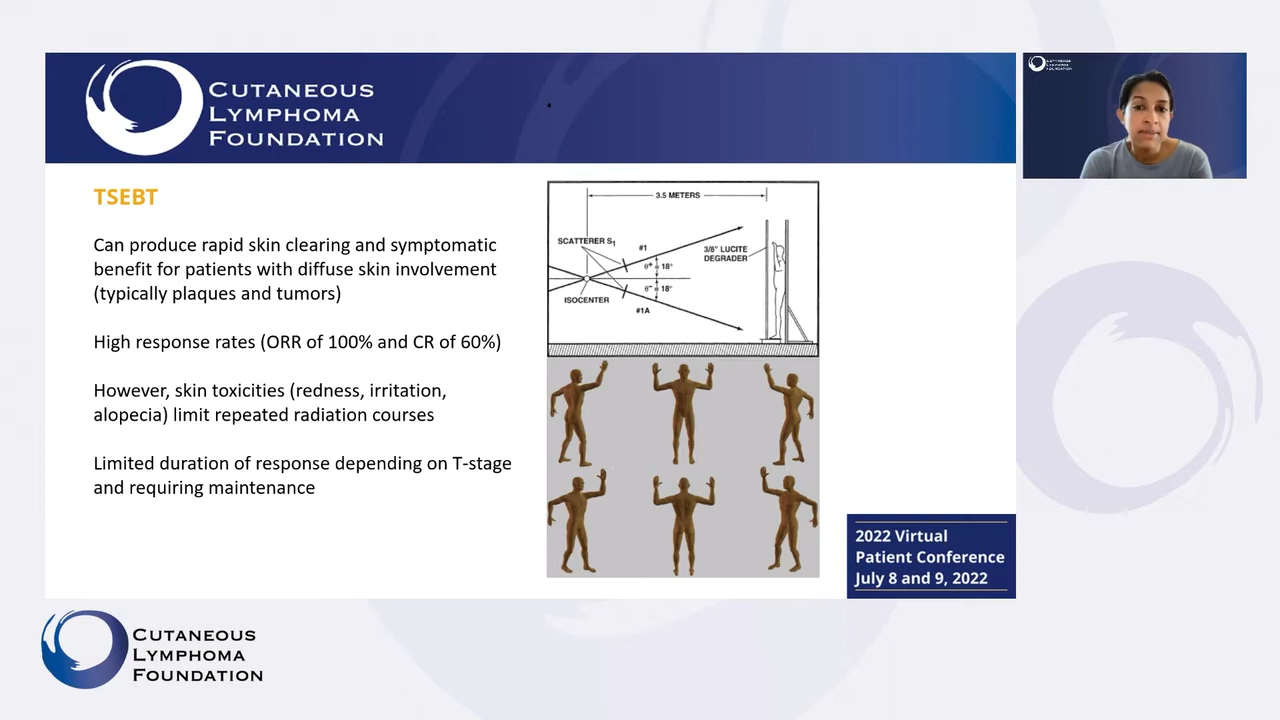 CUTANEOUS
LYMPHOMA
FOUNDATION
TSEBT
Can produce rapid skin clearing and symptomatic
benefit for patients with diffuse skin involvement
(typically plaques and tumors)
High response rates (ORR of 100% and CR of 60%)
However, skin toxicities (redness, irritation,
alopecia) limit repeated radiation courses
Limited duration of response depending on T-stage
and requiring maintenance
3.5 METERS
SCATTERER S₁
#1
3/8" LUCITE
DEGRADER
θ⁺ = 18°
θ⁻ = 18°
ISOCENTER
#1A
2022 Virtual
Patient Conference
July 8 and 9, 2022
CUTANEOUS
LYMPHOMA
FOUNDATION